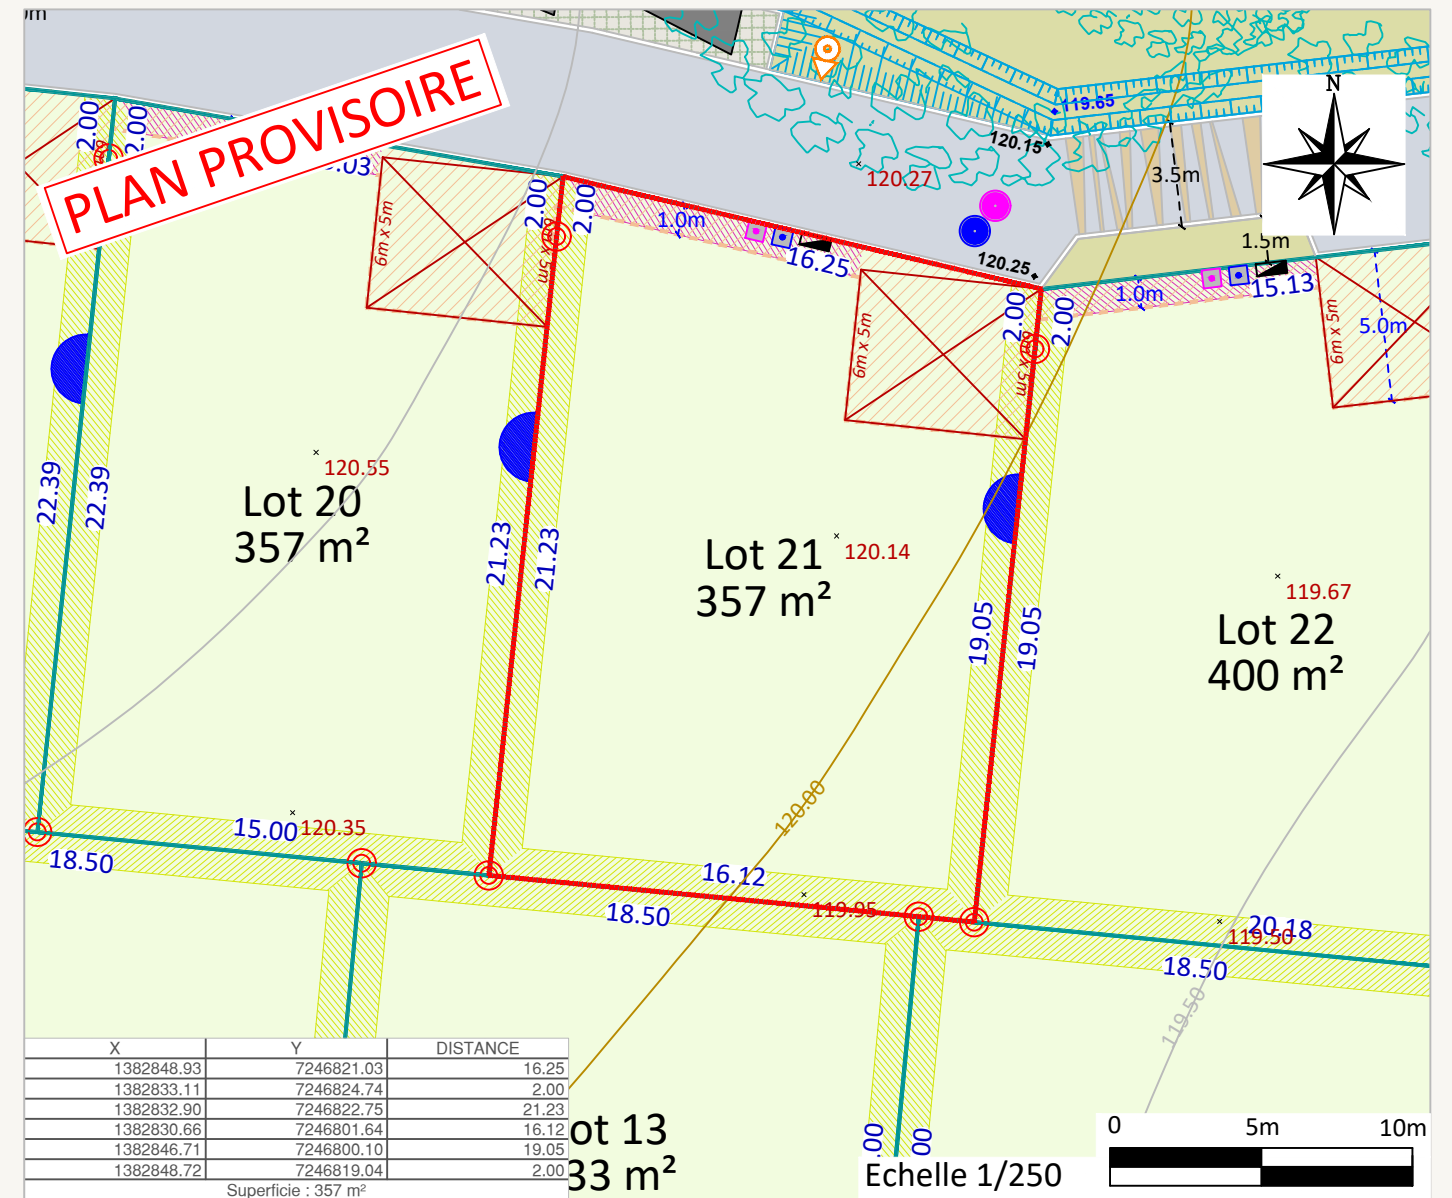 PLAN PROVISOIRE
N
2.00
2.00
.03
6m x 5m
2.00
2.00
6m x 5m
1.0m
16.25
120.27
120.15
119.65
120.25
3.5m
1.5m
1.0m
15.13
6m x 5m
2.00
2.00
6m x 5m
6m x 5m
5.0m
22.39
22.39
120.55
Lot 20
357 m²
21.23
21.23
Lot 21
357 m²
120.14
19.05
19.05
119.67
Lot 22
400 m²
120.00
15.00
120.35
18.50
16.12
18.50
119.95
20.18
119.50
18.50
119.50
X Y DISTANCE
1382848.93 7246821.03 16.25
1382833.11 7246824.74 2.00
1382832.90 7246822.75 21.23
1382830.66 7246801.64 16.12
1382846.71 7246800.10 19.05
1382848.72 7246819.04 2.00
Superficie : 357 m²
ot 13
33 m²
.00
00
Echelle 1/250
0 5m 10m